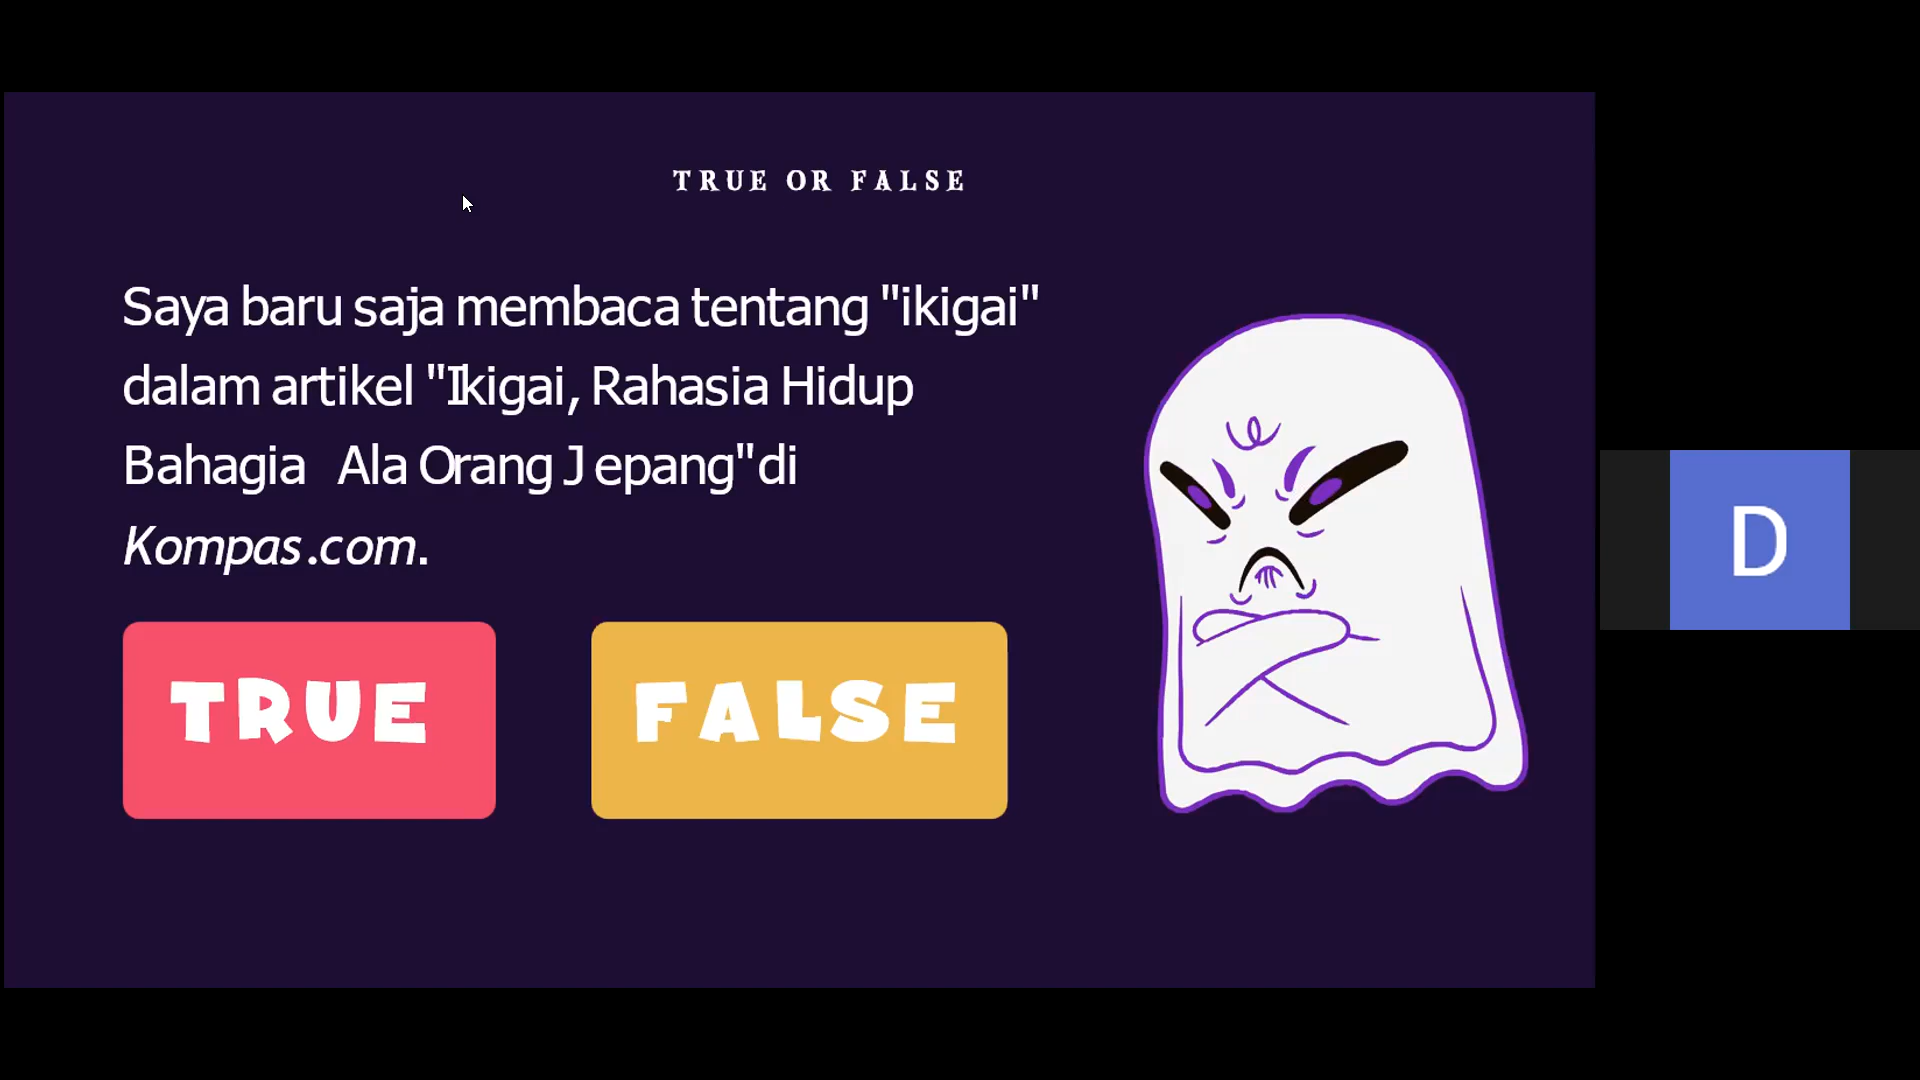 TRUE OR FALSE
Saya baru saja membaca tentang "ikigai"
dalam artikel "Ikigai, Rahasia Hidup
Bahagia Ala Orang Jepang"di
Kompas.com.
TRUE
FALSE
D